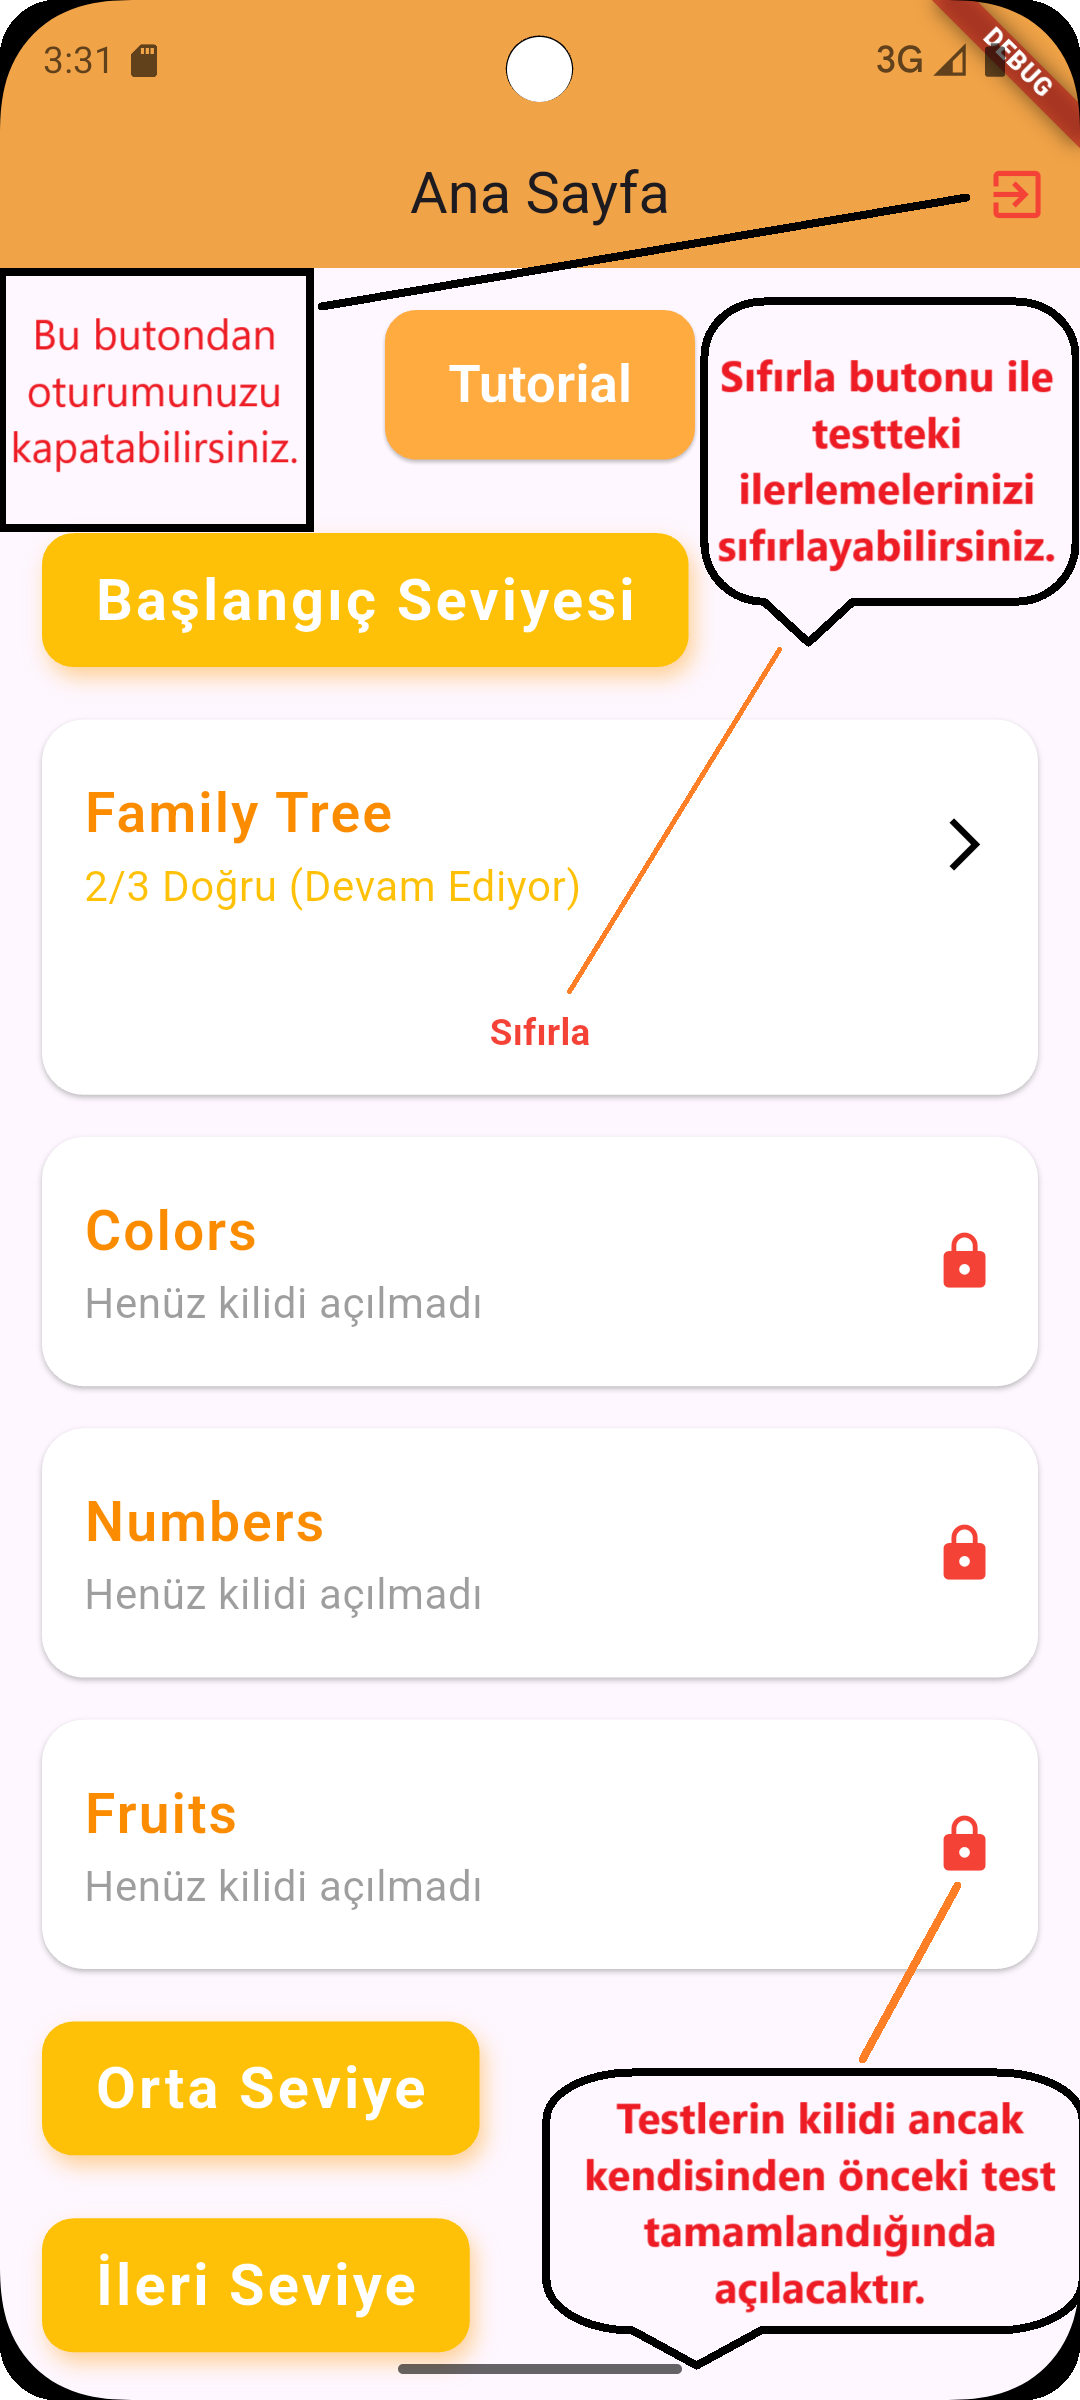 3:31
3G
DEBUG
Ana Sayfa
Bu butondan
oturumunuzu
kapatabilirsiniz.
Tutorial
Sıfırla butonu ile
testteki
ilerlemelerinizi
sıfırlayabilirsiniz.
Başlangıç Seviyesi
Family Tree
2/3 Doğru (Devam Ediyor)
Sıfırla
Colors
Henüz kilidi açılmadı
Numbers
Henüz kilidi açılmadı
Fruits
Henüz kilidi açılmadı
Orta Seviye
İleri Seviye
Testlerin kilidi ancak
kendisinden önceki test
tamamlandığında
açılacaktır.